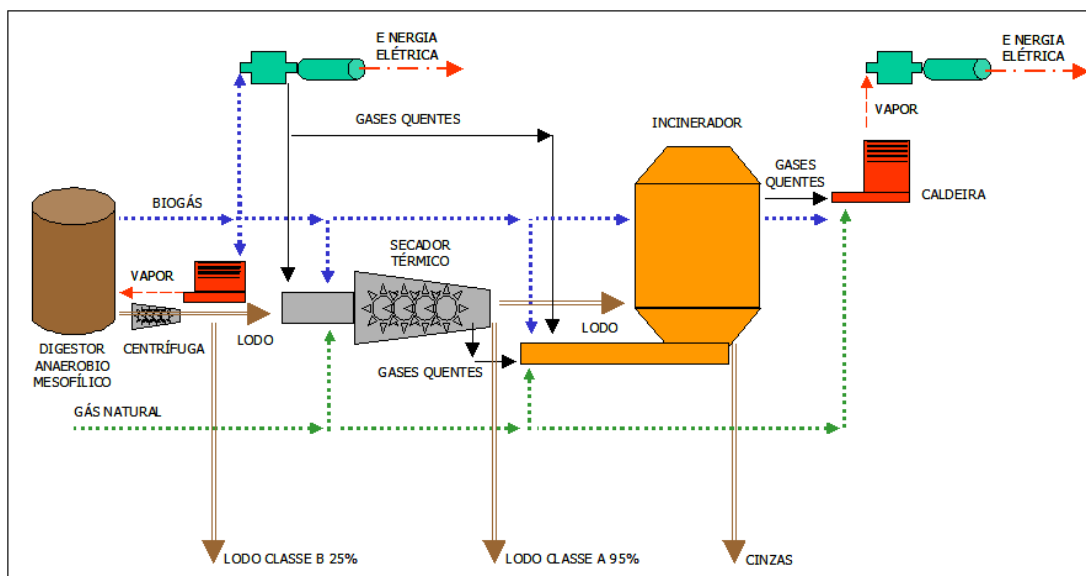 E NERGIA
ELÉTRICA
E NERGIA
ELÉTRICA
VAPOR
GASES QUENTES
INCINERADOR
GASES
QUENTES
CALDEIRA
BIOGÁS
SECADOR
TÉRMICO
VAPOR
LODO
LODO
CENTRÍFUGA
DIGESTOR
ANAEROBIO
MESOFÍLICO
GASES QUENTES
GÁS NATURAL
LODO CLASSE B 25%
LODO CLASSE A 95%
CINZAS